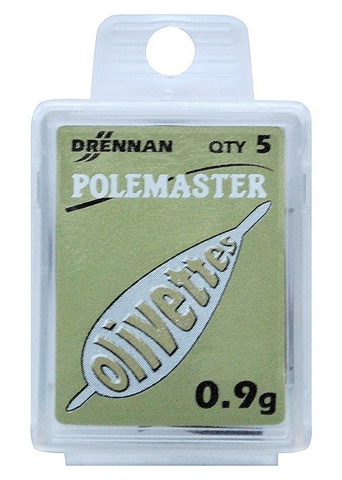 DRENNAN QTY 5
POLEMASTER
olivettes
0.9g